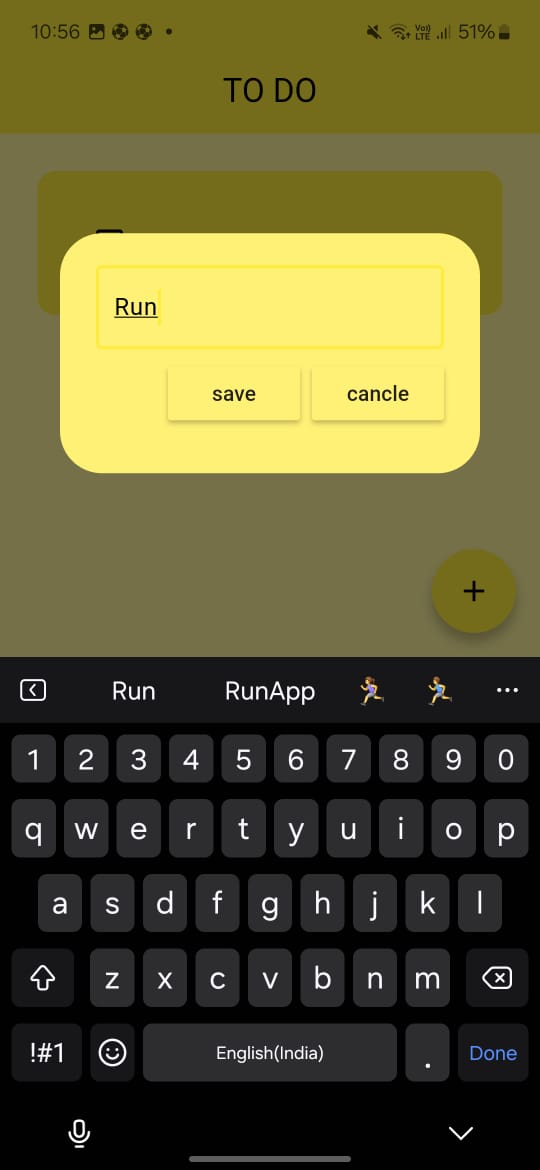 10:56 Vo)) LTE 51%
TO DO
Run
save cancle
+
Run RunApp
1 2 3 4 5 6 7 8 9 0
q w e r t y u i o p
a s d f g h j k l
z x c v b n m
!#1 English(India) . Done